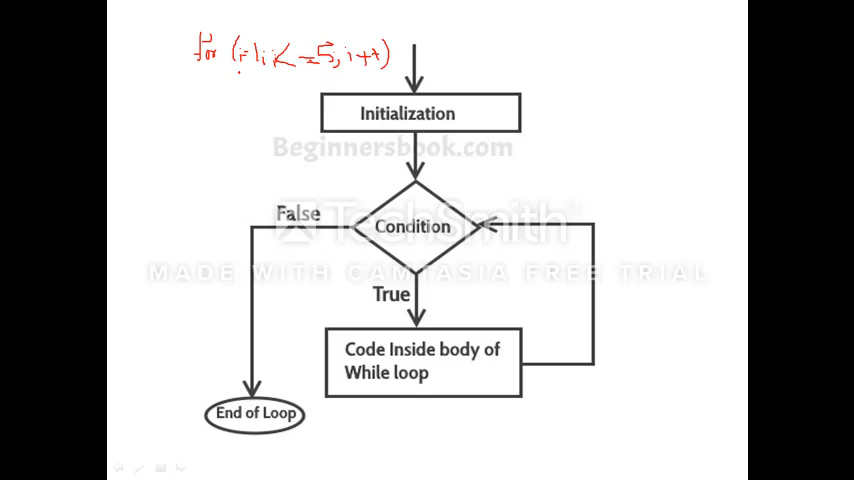 for (i=1; i<=5; i++)
Initialization
Beginnersbook.com
False
TechSmith
Condition
MADE WITH CAMTASIA FREE TRIAL
True
Code Inside body of
While loop
End of Loop